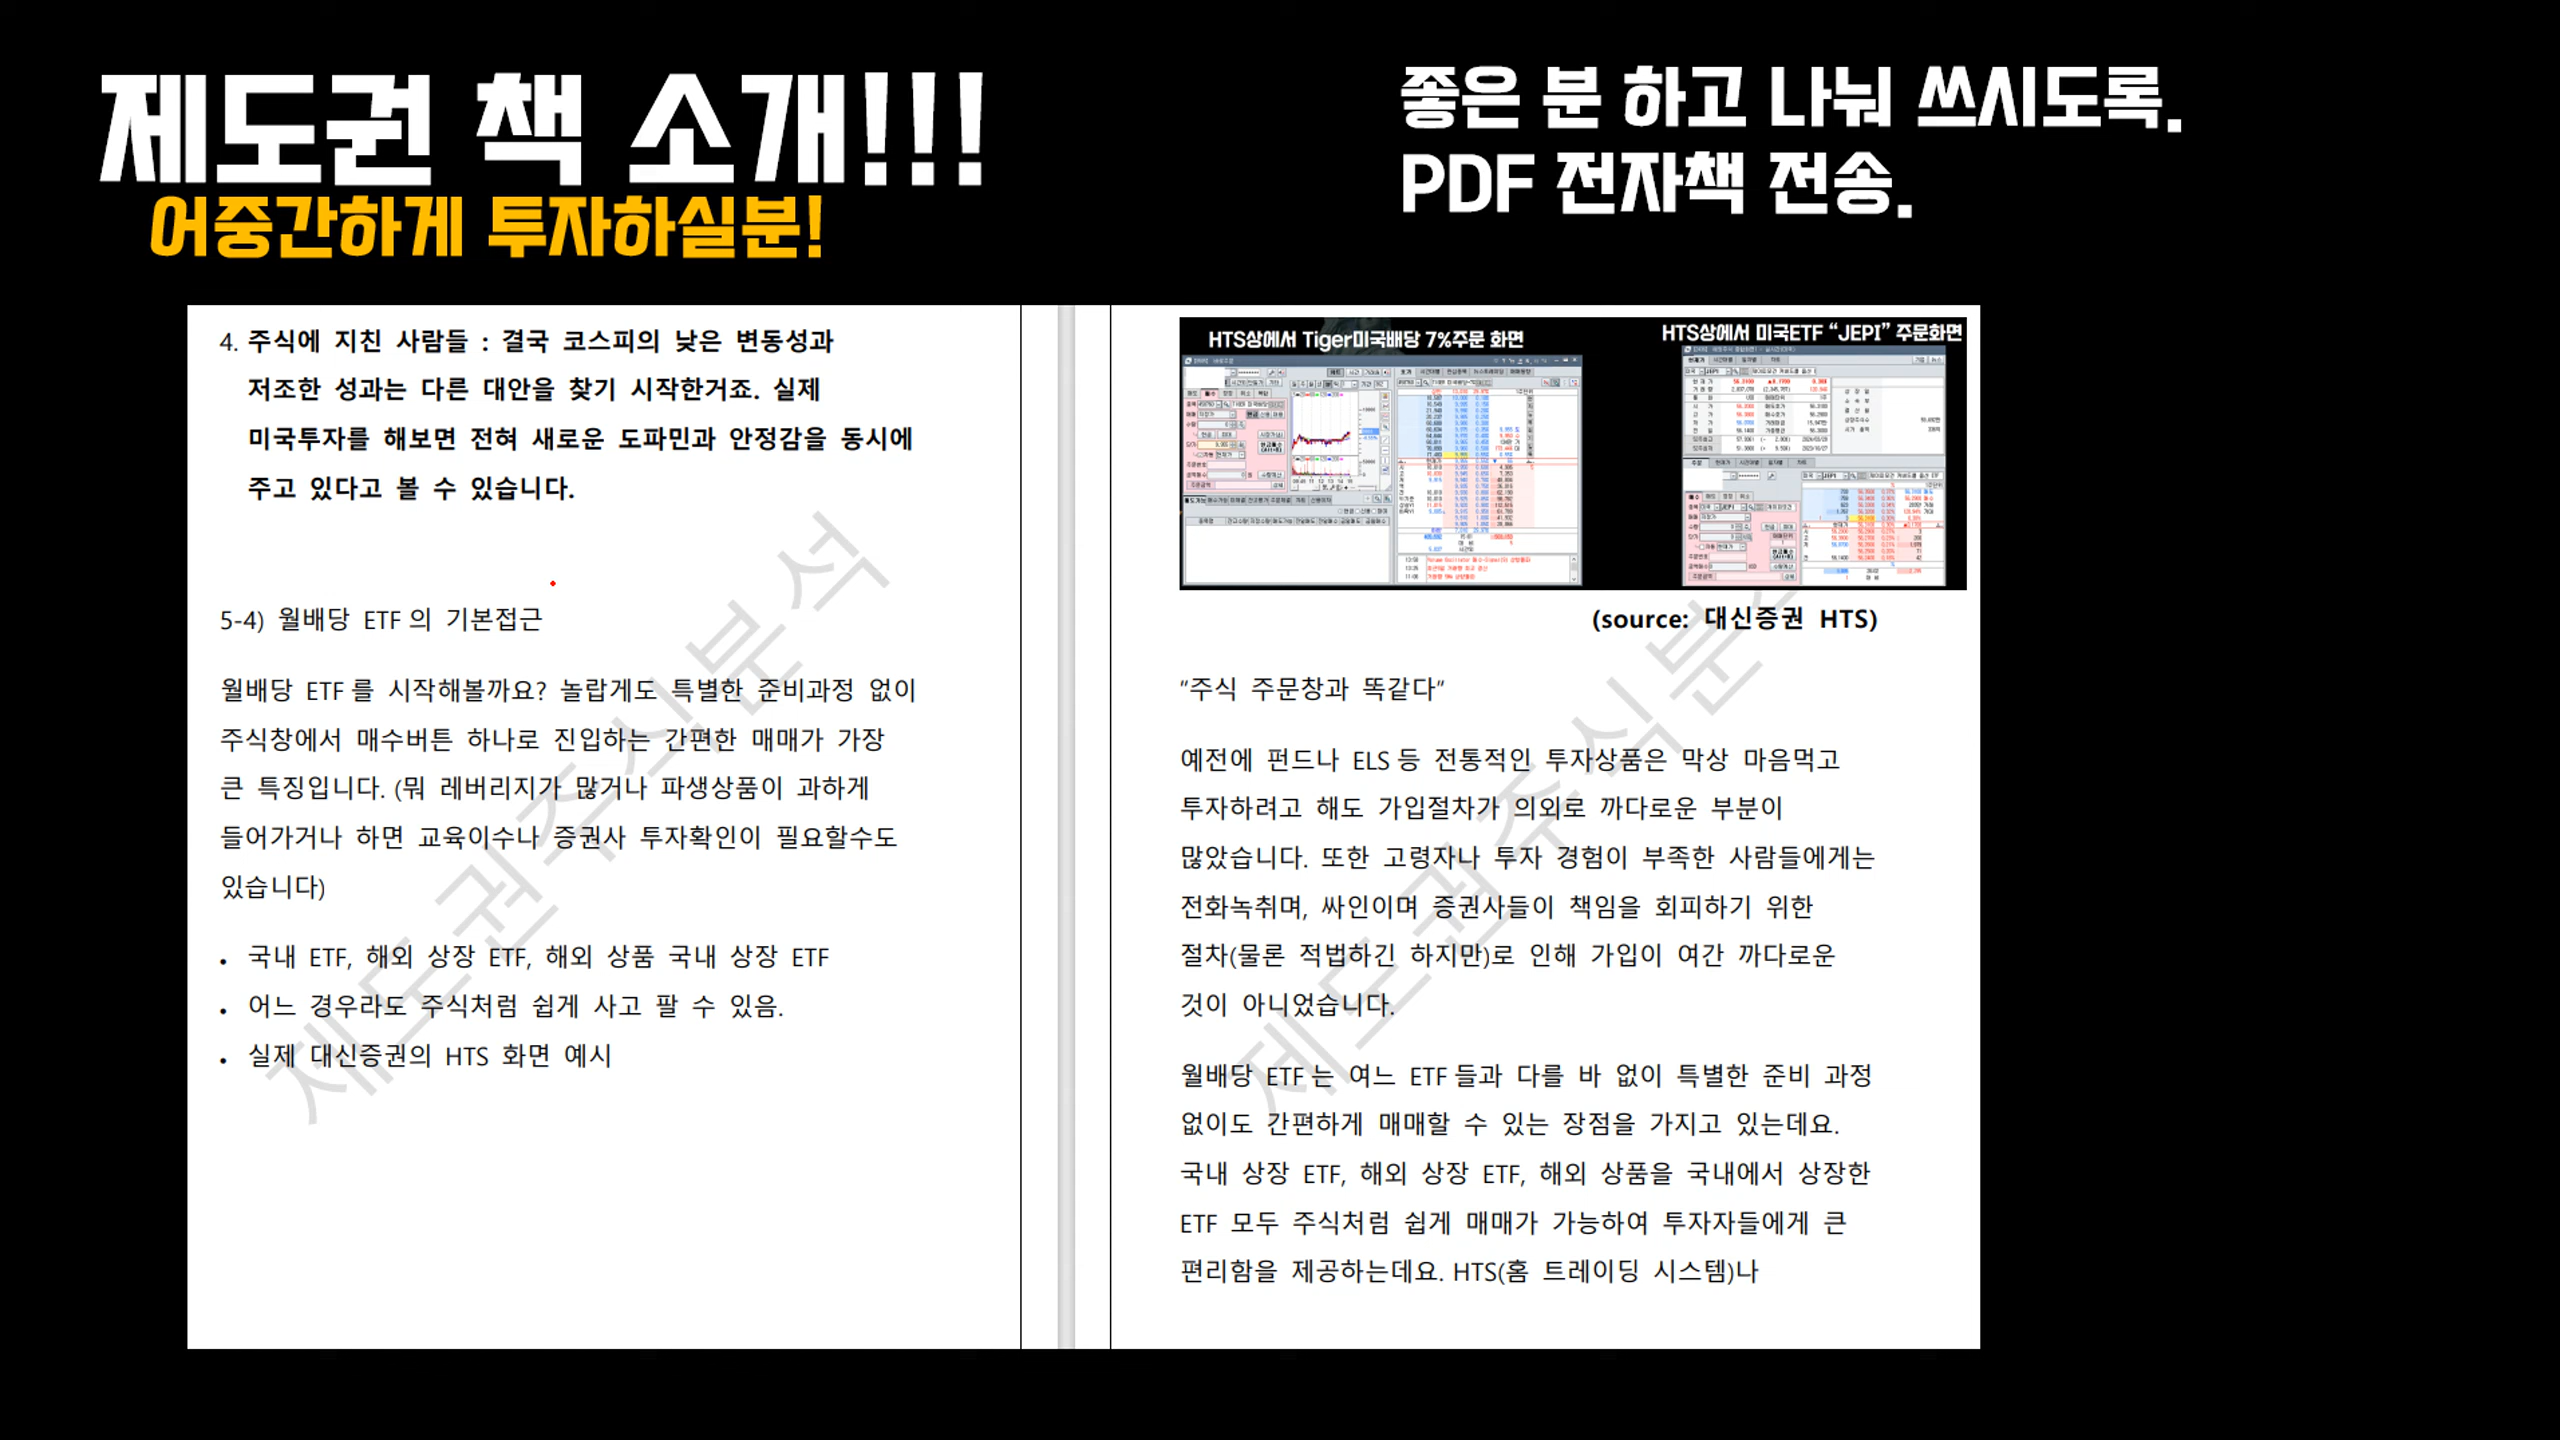 제도권 책 소개!!!
어중간하게 투자하실분!
좋은 분 하고 나눠 쓰시도록.
PDF 전자책 전송.
4. 주식에 지친 사람들 : 결국 코스피의 낮은 변동성과
저조한 성과는 다른 대안을 찾기 시작한거죠. 실제
미국투자를 해보면 전혀 새로운 도파민과 안정감을 동시에
주고 있다고 볼 수 있습니다.
5-4) 월배당 ETF 의 기본접근
월배당 ETF 를 시작해볼까요? 놀랍게도 특별한 준비과정 없이
주식창에서 매수버튼 하나로 진입하는 간편한 매매가 가장
큰 특징입니다. (뭐 레버리지가 많거나 파생상품이 과하게
들어가거나 하면 교육이수나 증권사 투자확인이 필요할수도
있습니다)
• 국내 ETF, 해외 상장 ETF, 해외 상품 국내 상장 ETF
• 어느 경우라도 주식처럼 쉽게 사고 팔 수 있음.
• 실제 대신증권의 HTS 화면 예시
제도권주식분석
HTS상에서 Tiger미국배당 7%주문 화면
HTS상에서 미국ETF “JEPI” 주문화면
(source: 대신증권 HTS)
“주식 주문창과 똑같다”
예전에 펀드나 ELS 등 전통적인 투자상품은 막상 마음먹고
투자하려고 해도 가입절차가 의외로 까다로운 부분이
많았습니다. 또한 고령자나 투자 경험이 부족한 사람들에게는
전화녹취며, 싸인이며 증권사들이 책임을 회피하기 위한
절차(물론 적법하긴 하지만)로 인해 가입이 여간 까다로운
것이 아니었습니다.
월배당 ETF 는 여느 ETF 들과 다를 바 없이 특별한 준비 과정
없이도 간편하게 매매할 수 있는 장점을 가지고 있는데요.
국내 상장 ETF, 해외 상장 ETF, 해외 상품을 국내에서 상장한
ETF 모두 주식처럼 쉽게 매매가 가능하여 투자자들에게 큰
편리함을 제공하는데요. HTS(홈 트레이딩 시스템)나
제도권주식분